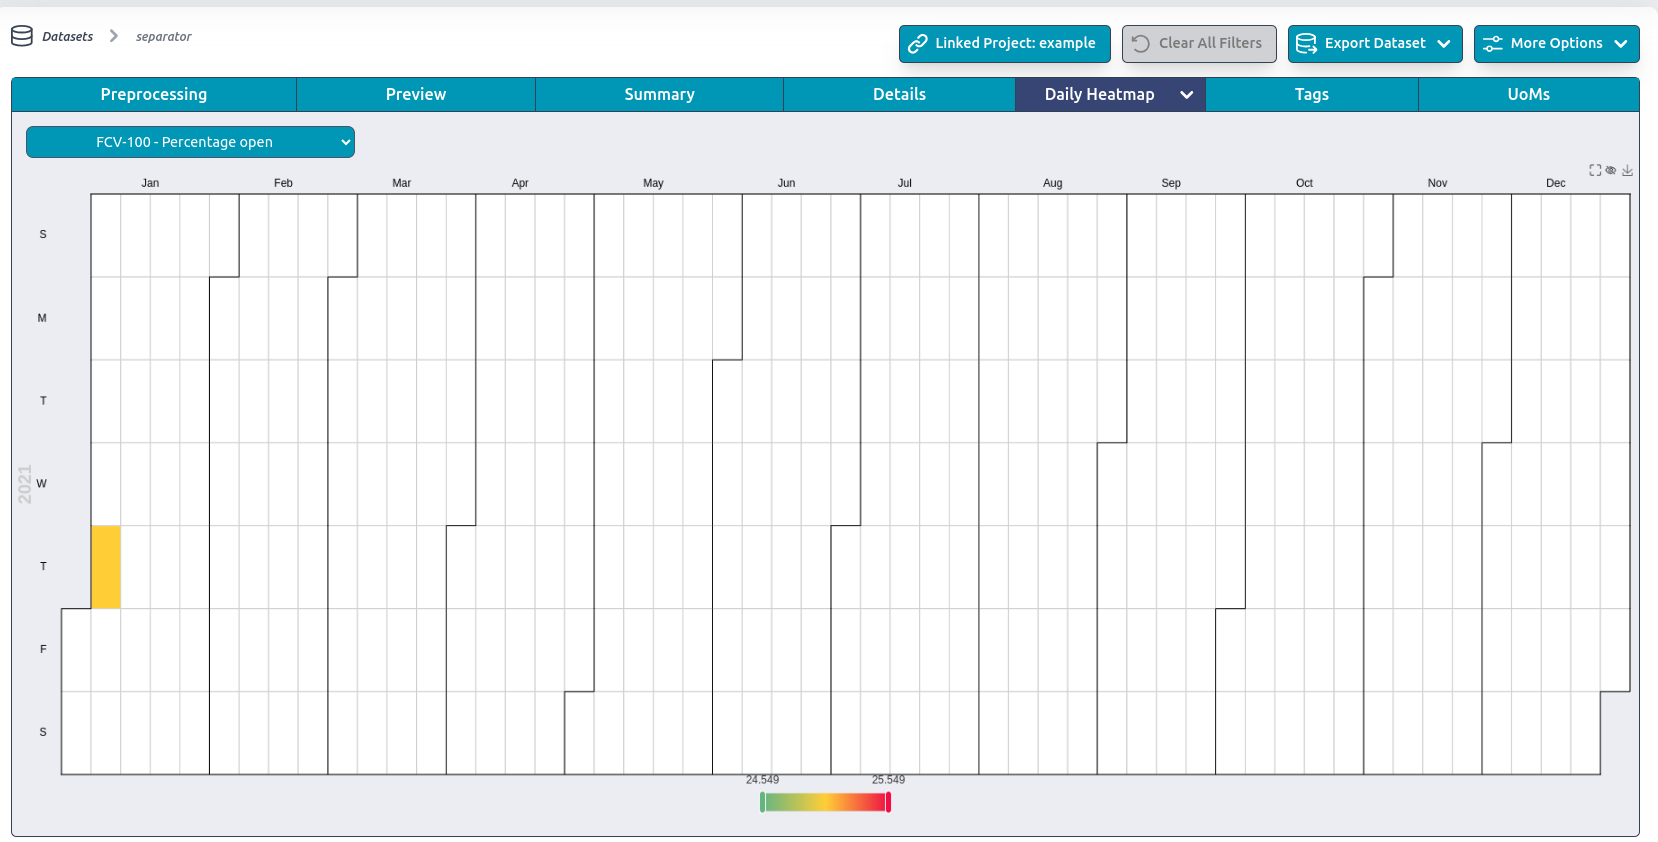 Datasets separator
Linked Project: example Clear All Filters Export Dataset More Options
Preprocessing Preview Summary Details Daily Heatmap Tags UoMs
FCV-100 - Percentage open
Jan Feb Mar Apr May Jun Jul Aug Sep Oct Nov Dec
S
M
T
W
2021
T
F
S
24.549 25.549